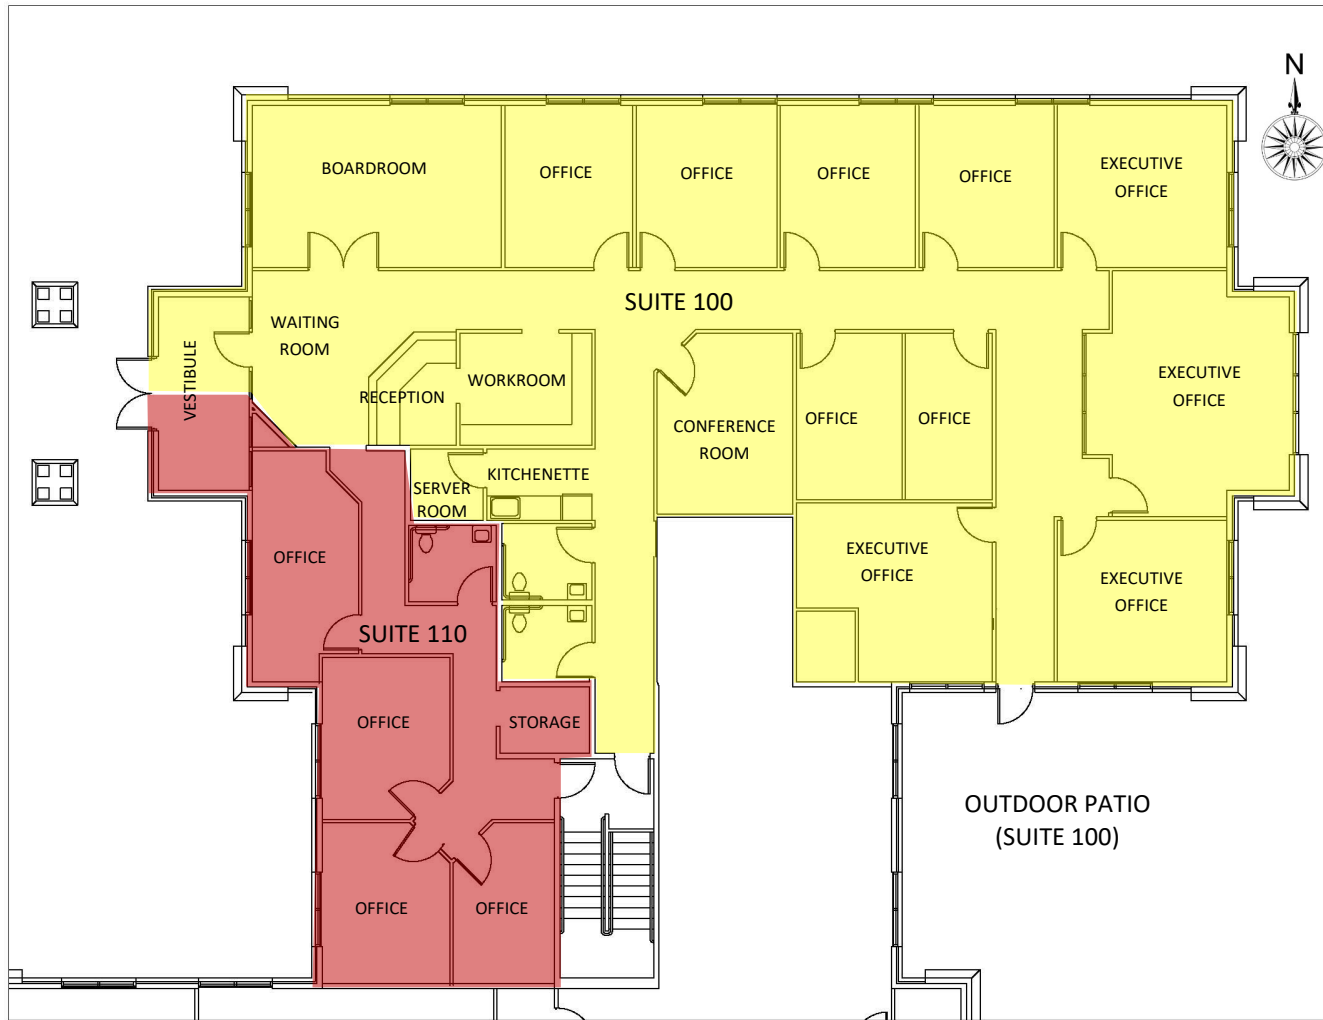 N
BOARDROOM
OFFICE
OFFICE
OFFICE
OFFICE
EXECUTIVE
OFFICE
SUITE 100
WAITING
ROOM
VESTIBULE
RECEPTION
WORKROOM
CONFERENCE
ROOM
OFFICE
OFFICE
EXECUTIVE
OFFICE
KITCHENETTE
SERVER
ROOM
OFFICE
EXECUTIVE
OFFICE
EXECUTIVE
OFFICE
SUITE 110
OFFICE
STORAGE
OUTDOOR PATIO
(SUITE 100)
OFFICE
OFFICE